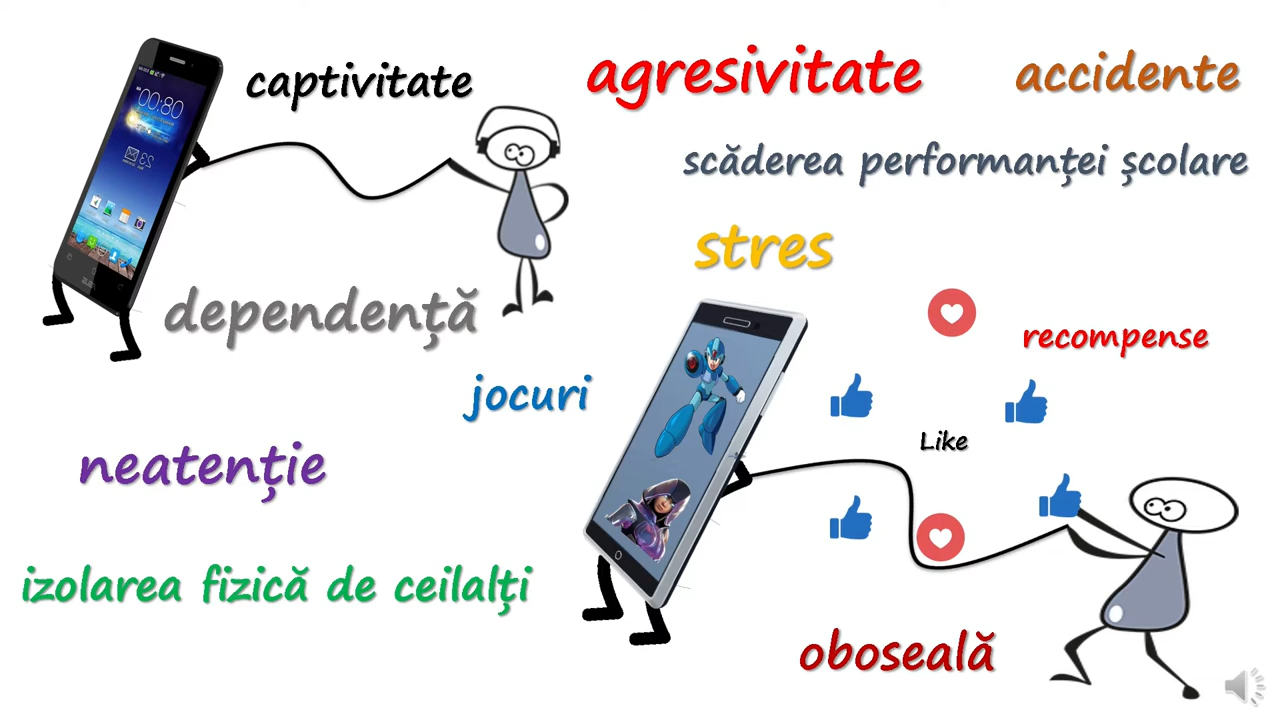 captivitate
agresivitate
accidente
scăderea performanței școlare
stres
dependență
recompense
jocuri
Like
neatenție
izolarea fizică de ceilalți
oboseală